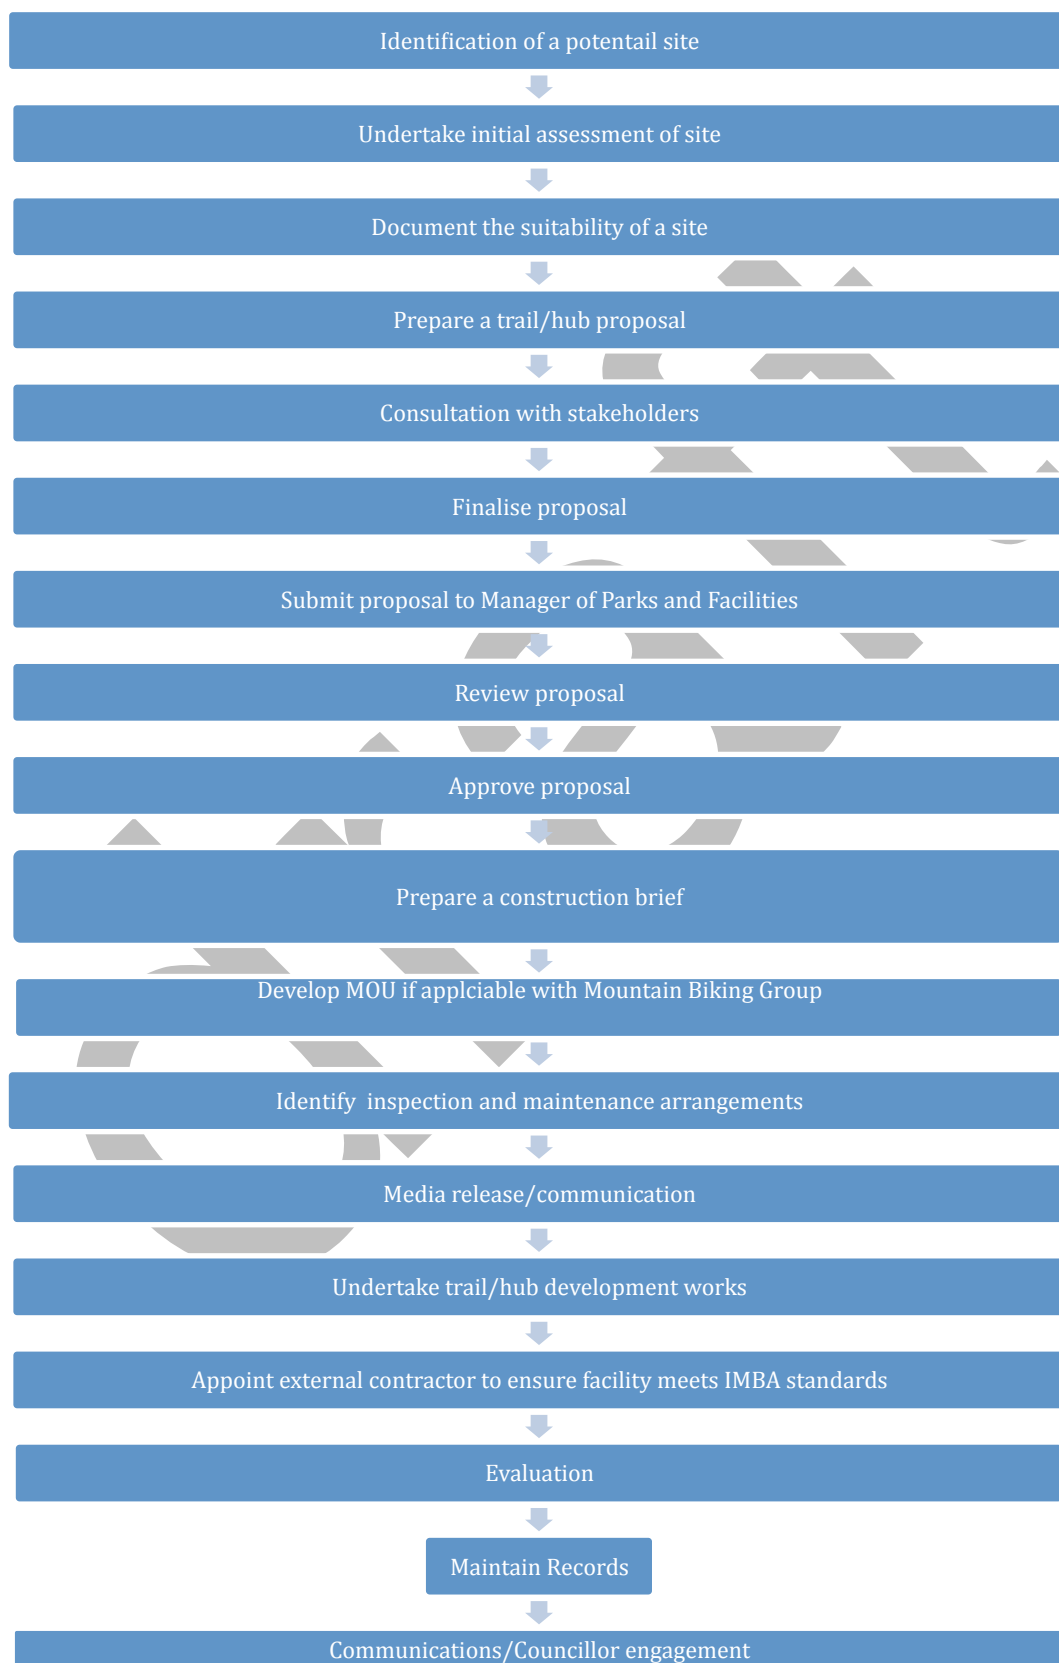 Identification of a potentail site
Undertake initial assessment of site
Document the suitability of a site
Prepare a trail/hub proposal
Consultation with stakeholders
Finalise proposal
Submit proposal to Manager of Parks and Facilities
Review proposal
Approve proposal
Prepare a construction brief
Develop MOU if applciable with Mountain Biking Group
Identify  inspection and maintenance arrangements
Media release/communication
Undertake trail/hub development works
Appoint external contractor to ensure facility meets IMBA standards
Evaluation
Maintain Records
Communications/Councillor engagement